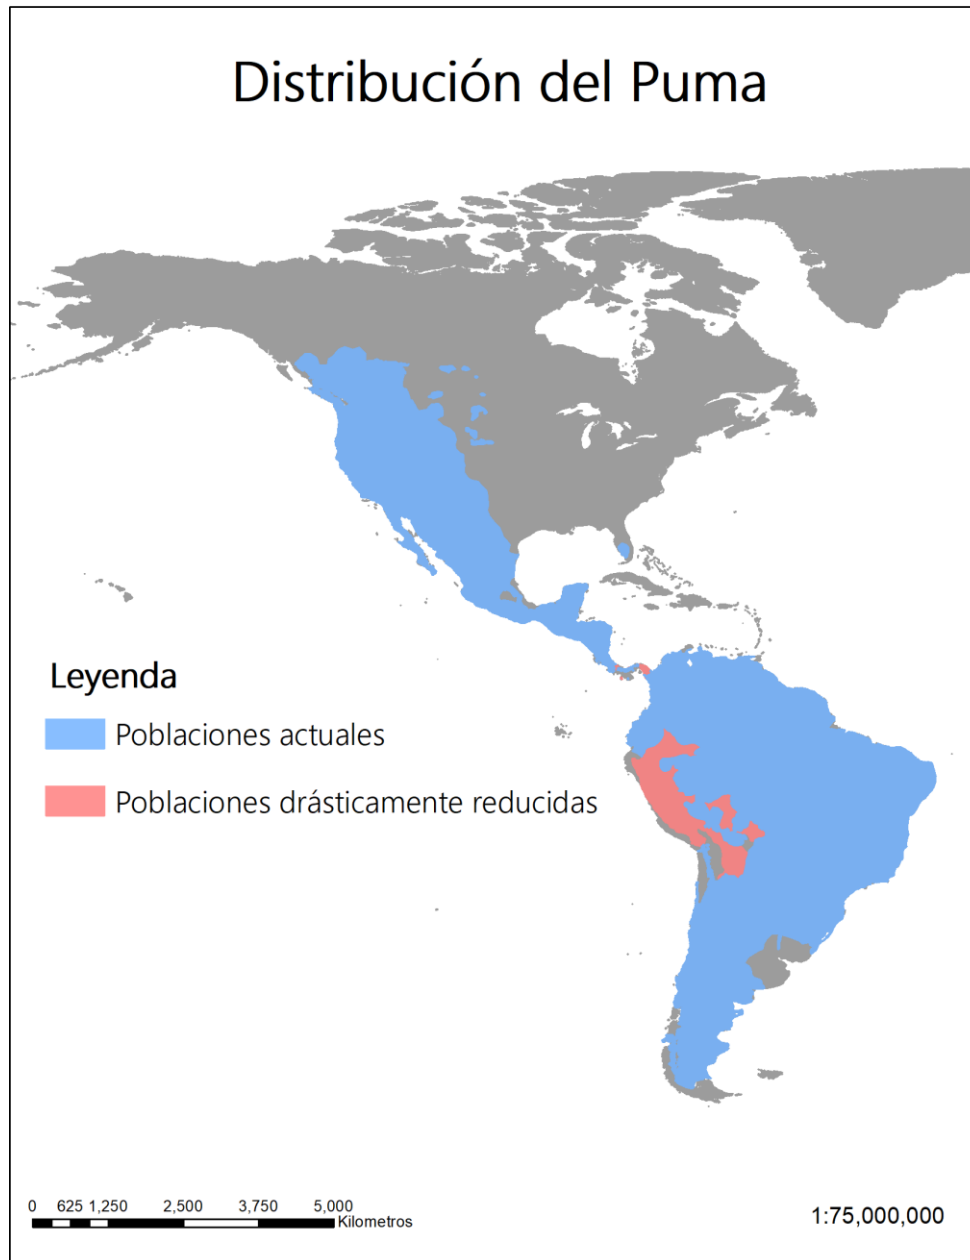 Distribución del Puma
Leyenda
Poblaciones actuales
Poblaciones drásticamente reducidas
0 625 1,250 2,500 3,750 5,000
Kilometros
1:75,000,000